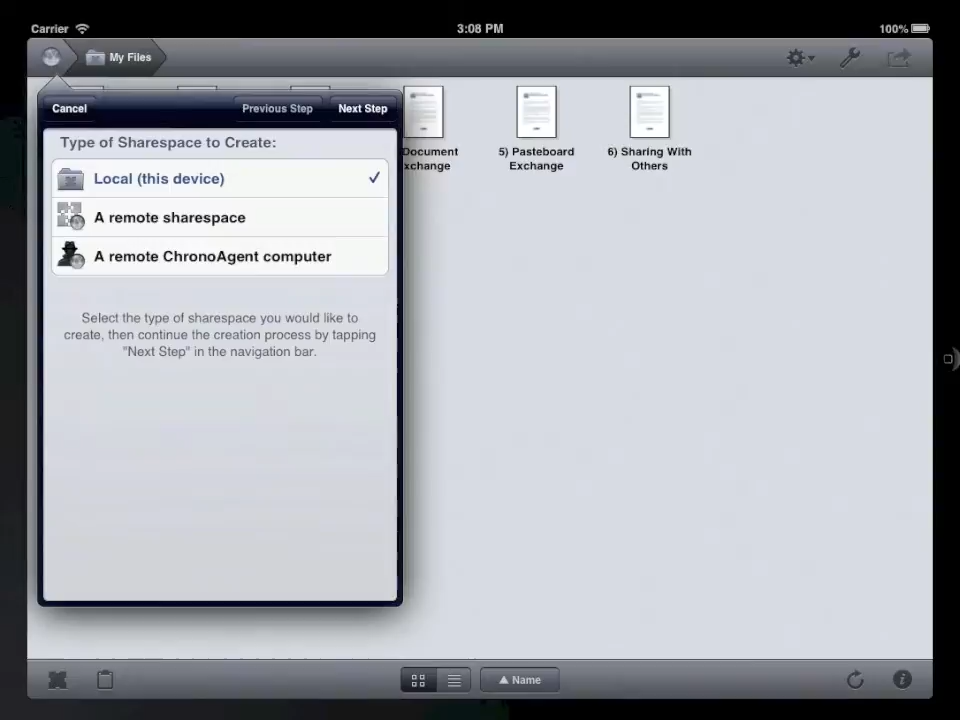 Carrier
3:08 PM
100%
My Files
Cancel
Previous Step
Next Step
Type of Sharespace to Create:
Local (this device)
A remote sharespace
A remote ChronoAgent computer
Select the type of sharespace you would like to
create, then continue the creation process by tapping
"Next Step" in the navigation bar.
Document
xchange
5) Pasteboard
Exchange
6) Sharing With
Others
Name